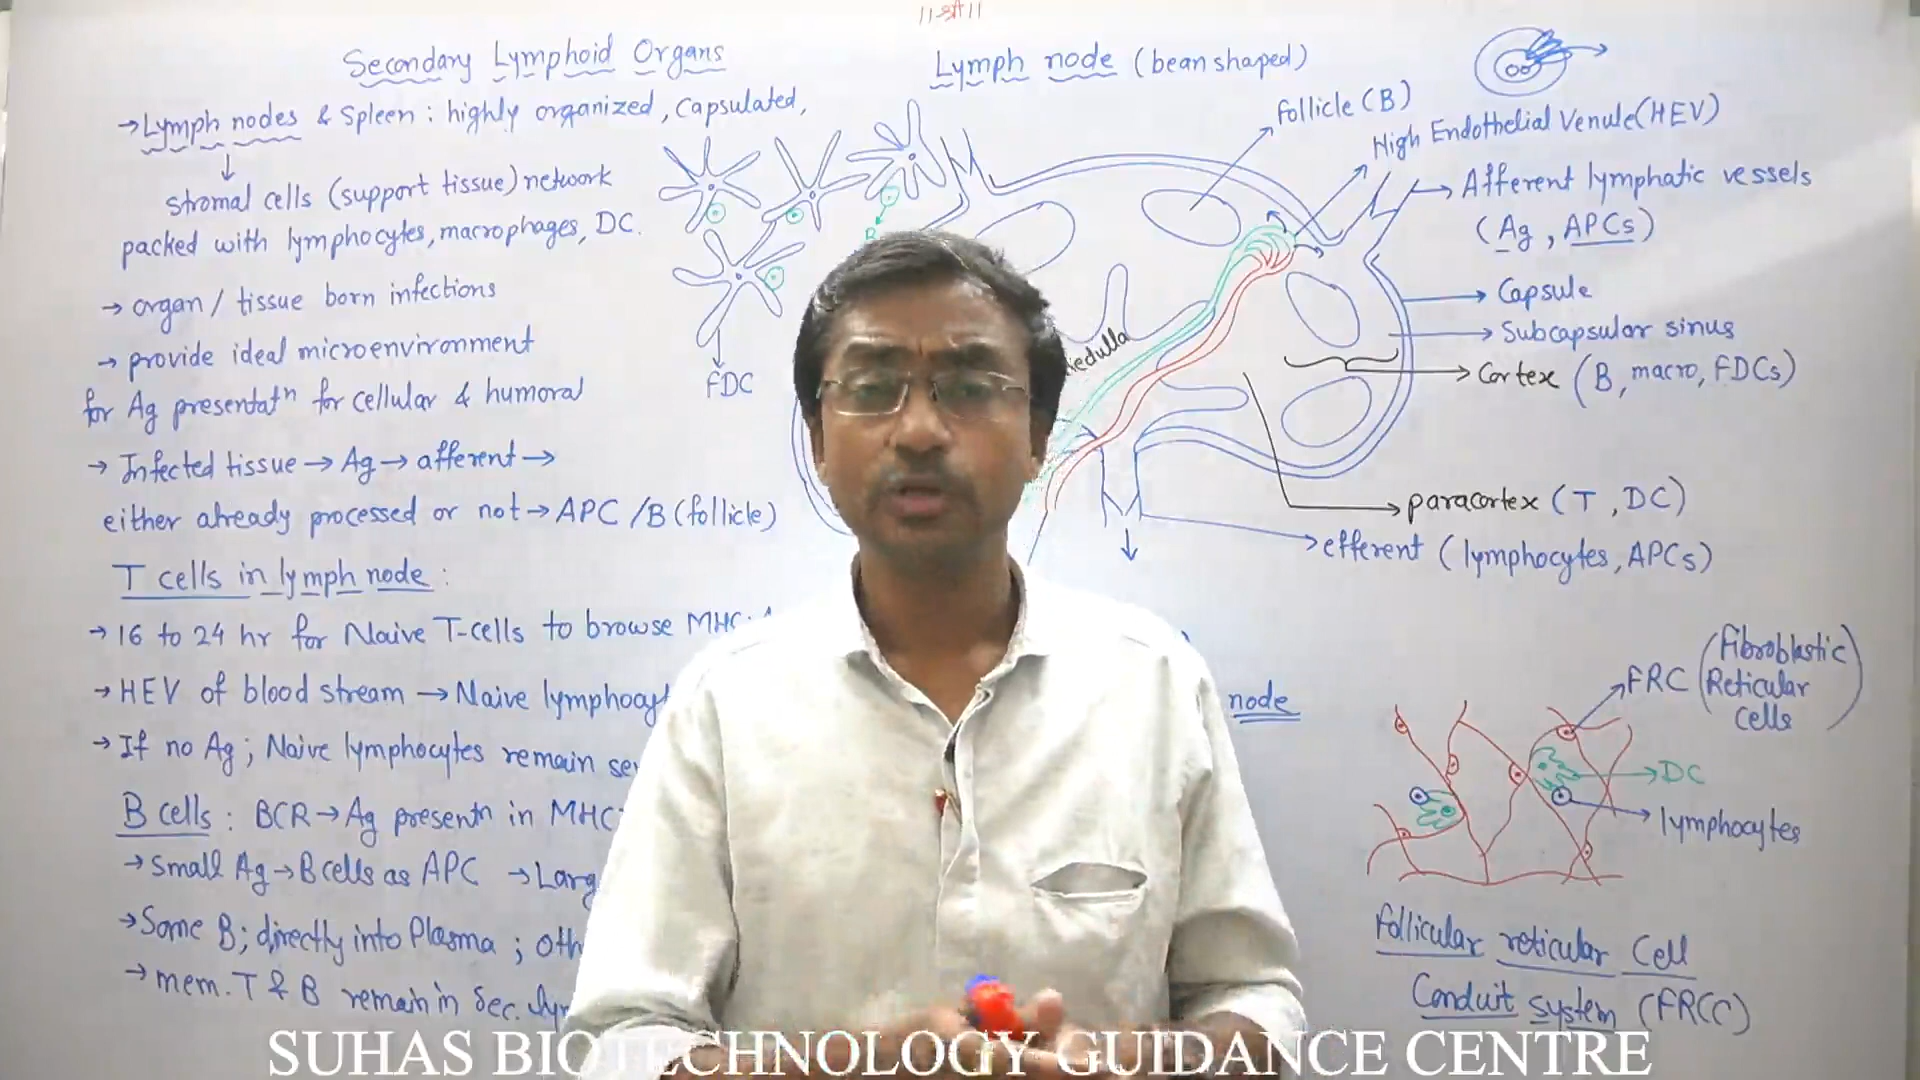 ॥श्री॥
Secondary Lymphoid Organs
→Lymph nodes & Spleen : highly organized, capsulated,
stromal cells (support tissue) network
packed with lymphocytes, macrophages, DC.
→ organ / tissue born infections
→ provide ideal microenvironment
for Ag presentatn for cellular & humoral
→ Infected tissue → Ag → afferent →
either already processed or not → APC /B (follicle)
T cells in lymph node :
→ 16 to 24 hr for Naive T-cells to browse MHC
→ HEV of blood stream → Naive
→ If no Ag ; Naive lymphocytes remain
B cells : BCR → Ag presentn in MHC
→ Small Ag → B cells as APC →
→ Some B ; directly into Plasma ;
→ mem. T & B remain in Sec.
FDC
B
Lymph node (bean shaped)
follicle (B)
High Endothelial Venule (HEV)
Afferent lymphatic vessels
(Ag, APCs)
Capsule
Subcapsular sinus
Cortex (B, macro, FDCs)
Medulla
paracortex (T, DC)
efferent (lymphocytes, APCs)
node
FRC (Fibroblastic
Reticular
cells)
DC
lymphocytes
Follicular reticular Cell
Conduit system (FRCC)
SUHAS BIOTECHNOLOGY GUIDANCE CENTRE